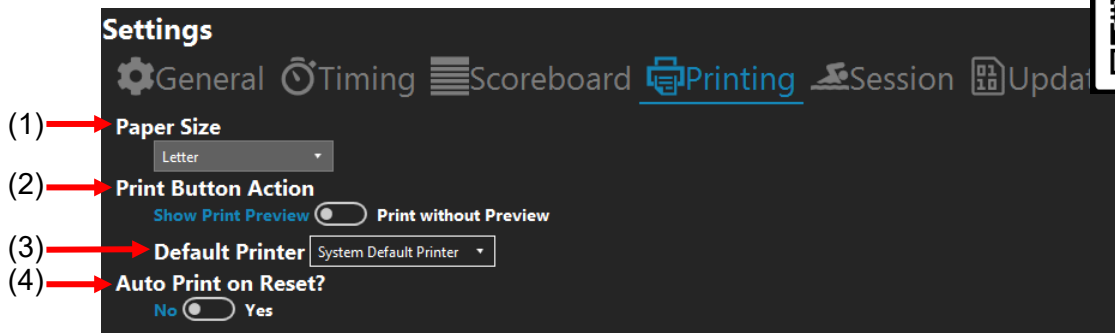 Settings
General Timing Scoreboard Printing Session Updat
(1) Paper Size
Letter
(2) Print Button Action
Show Print Preview Print without Preview
(3) Default Printer System Default Printer
(4) Auto Print on Reset?
No Yes